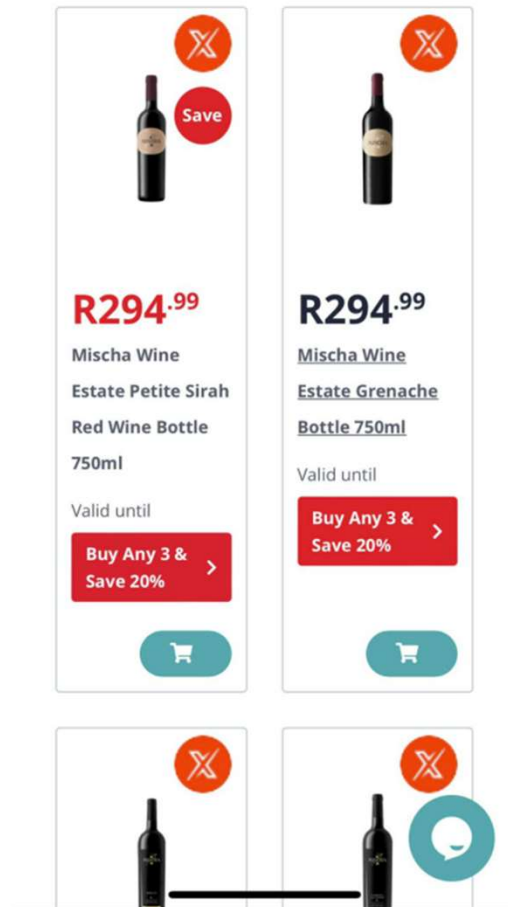 Save
R294.99
Mischa Wine
Estate Petite Sirah
Red Wine Bottle
750ml
Valid until
Buy Any 3 &
Save 20%
R294.99
Mischa Wine
Estate Grenache
Bottle 750ml
Valid until
Buy Any 3 &
Save 20%